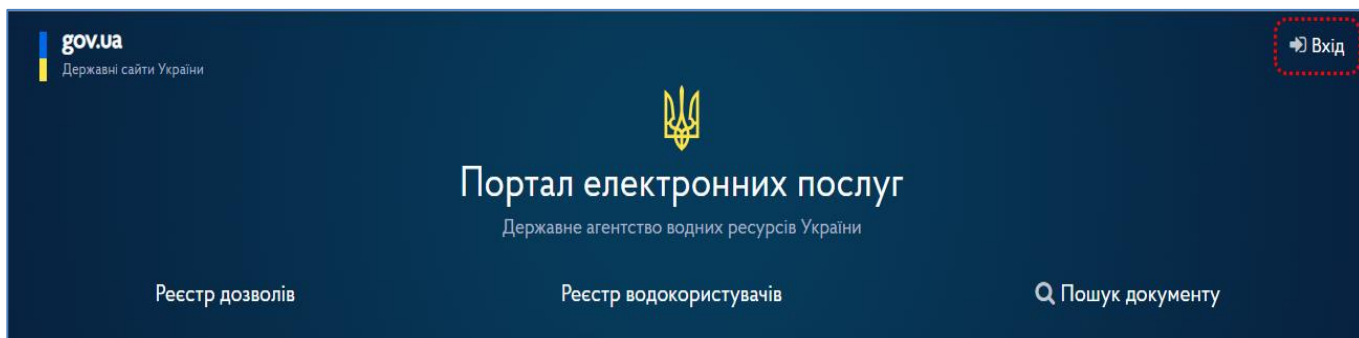 gov.ua
Державні сайти України
Вхід
Портал електронних послуг
Державне агентство водних ресурсів України
Реєстр дозволів
Реєстр водокористувачів
Пошук документу